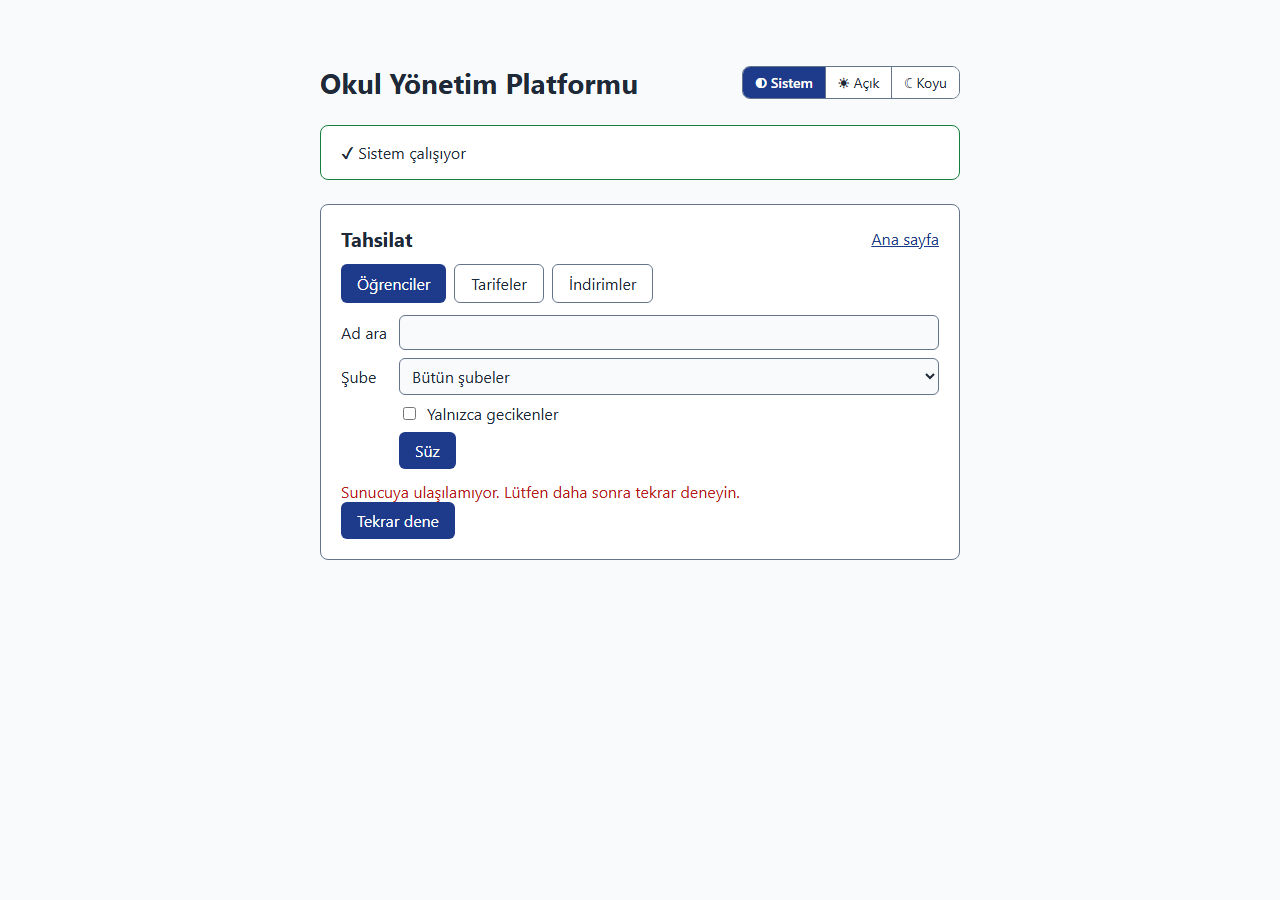 Okul Yönetim Platformu
◐ Sistem ☀ Açık ☾ Koyu
✓ Sistem çalışıyor
Tahsilat Ana sayfa
Öğrenciler Tarifeler İndirimler
Ad ara
Şube Bütün şubeler
Yalnızca gecikenler
Süz
Sunucuya ulaşılamıyor. Lütfen daha sonra tekrar deneyin.
Tekrar dene